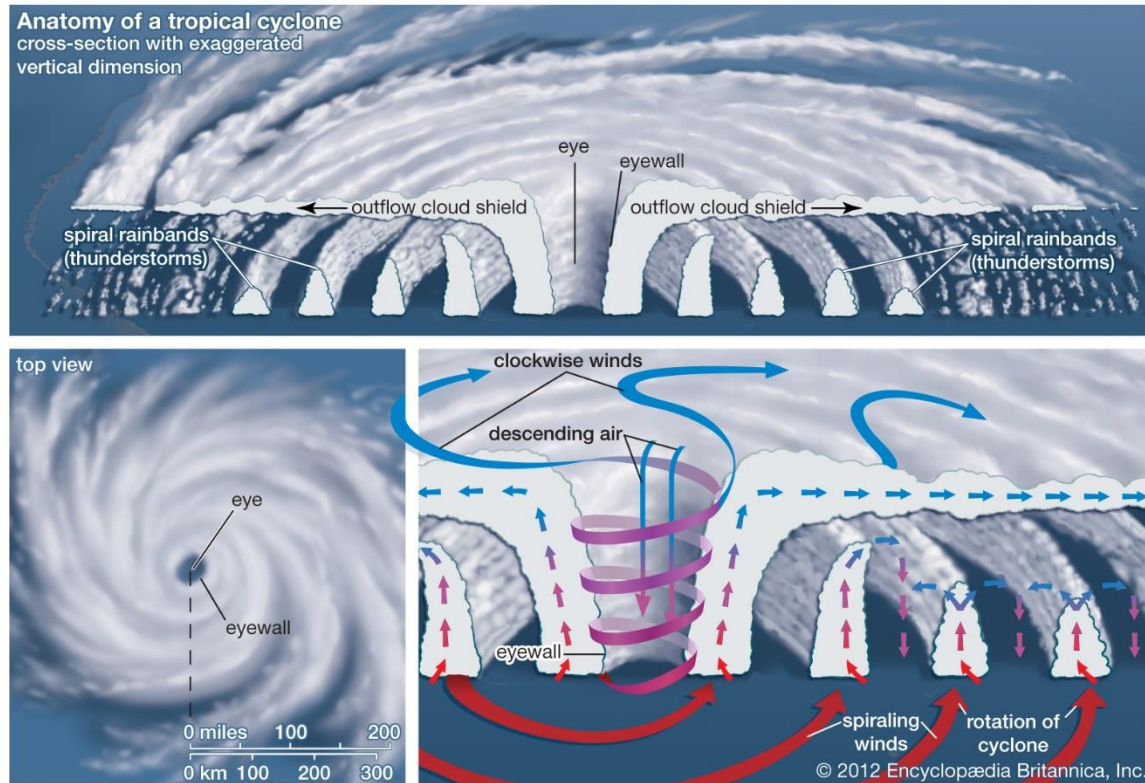 Anatomy of a tropical cyclone
cross-section with exaggerated
vertical dimension
eye
eyewall
outflow cloud shield
outflow cloud shield
spiral rainbands
(thunderstorms)
spiral rainbands
(thunderstorms)
top view
eye
eyewall
0 miles 100 200
0 km 100 200 300
clockwise winds
descending air
eyewall
spiraling
winds
rotation of
cyclone
© 2012 Encyclopædia Britannica, Inc.